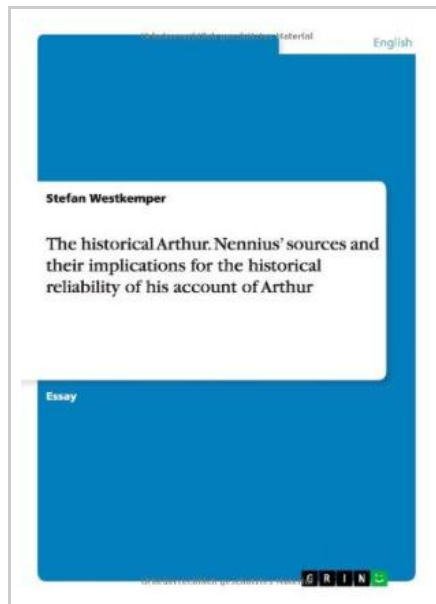 English
Stefan Westkemper
The historical Arthur. Nennius' sources and
their implications for the historical
reliability of his account of Arthur
Essay
GRIN